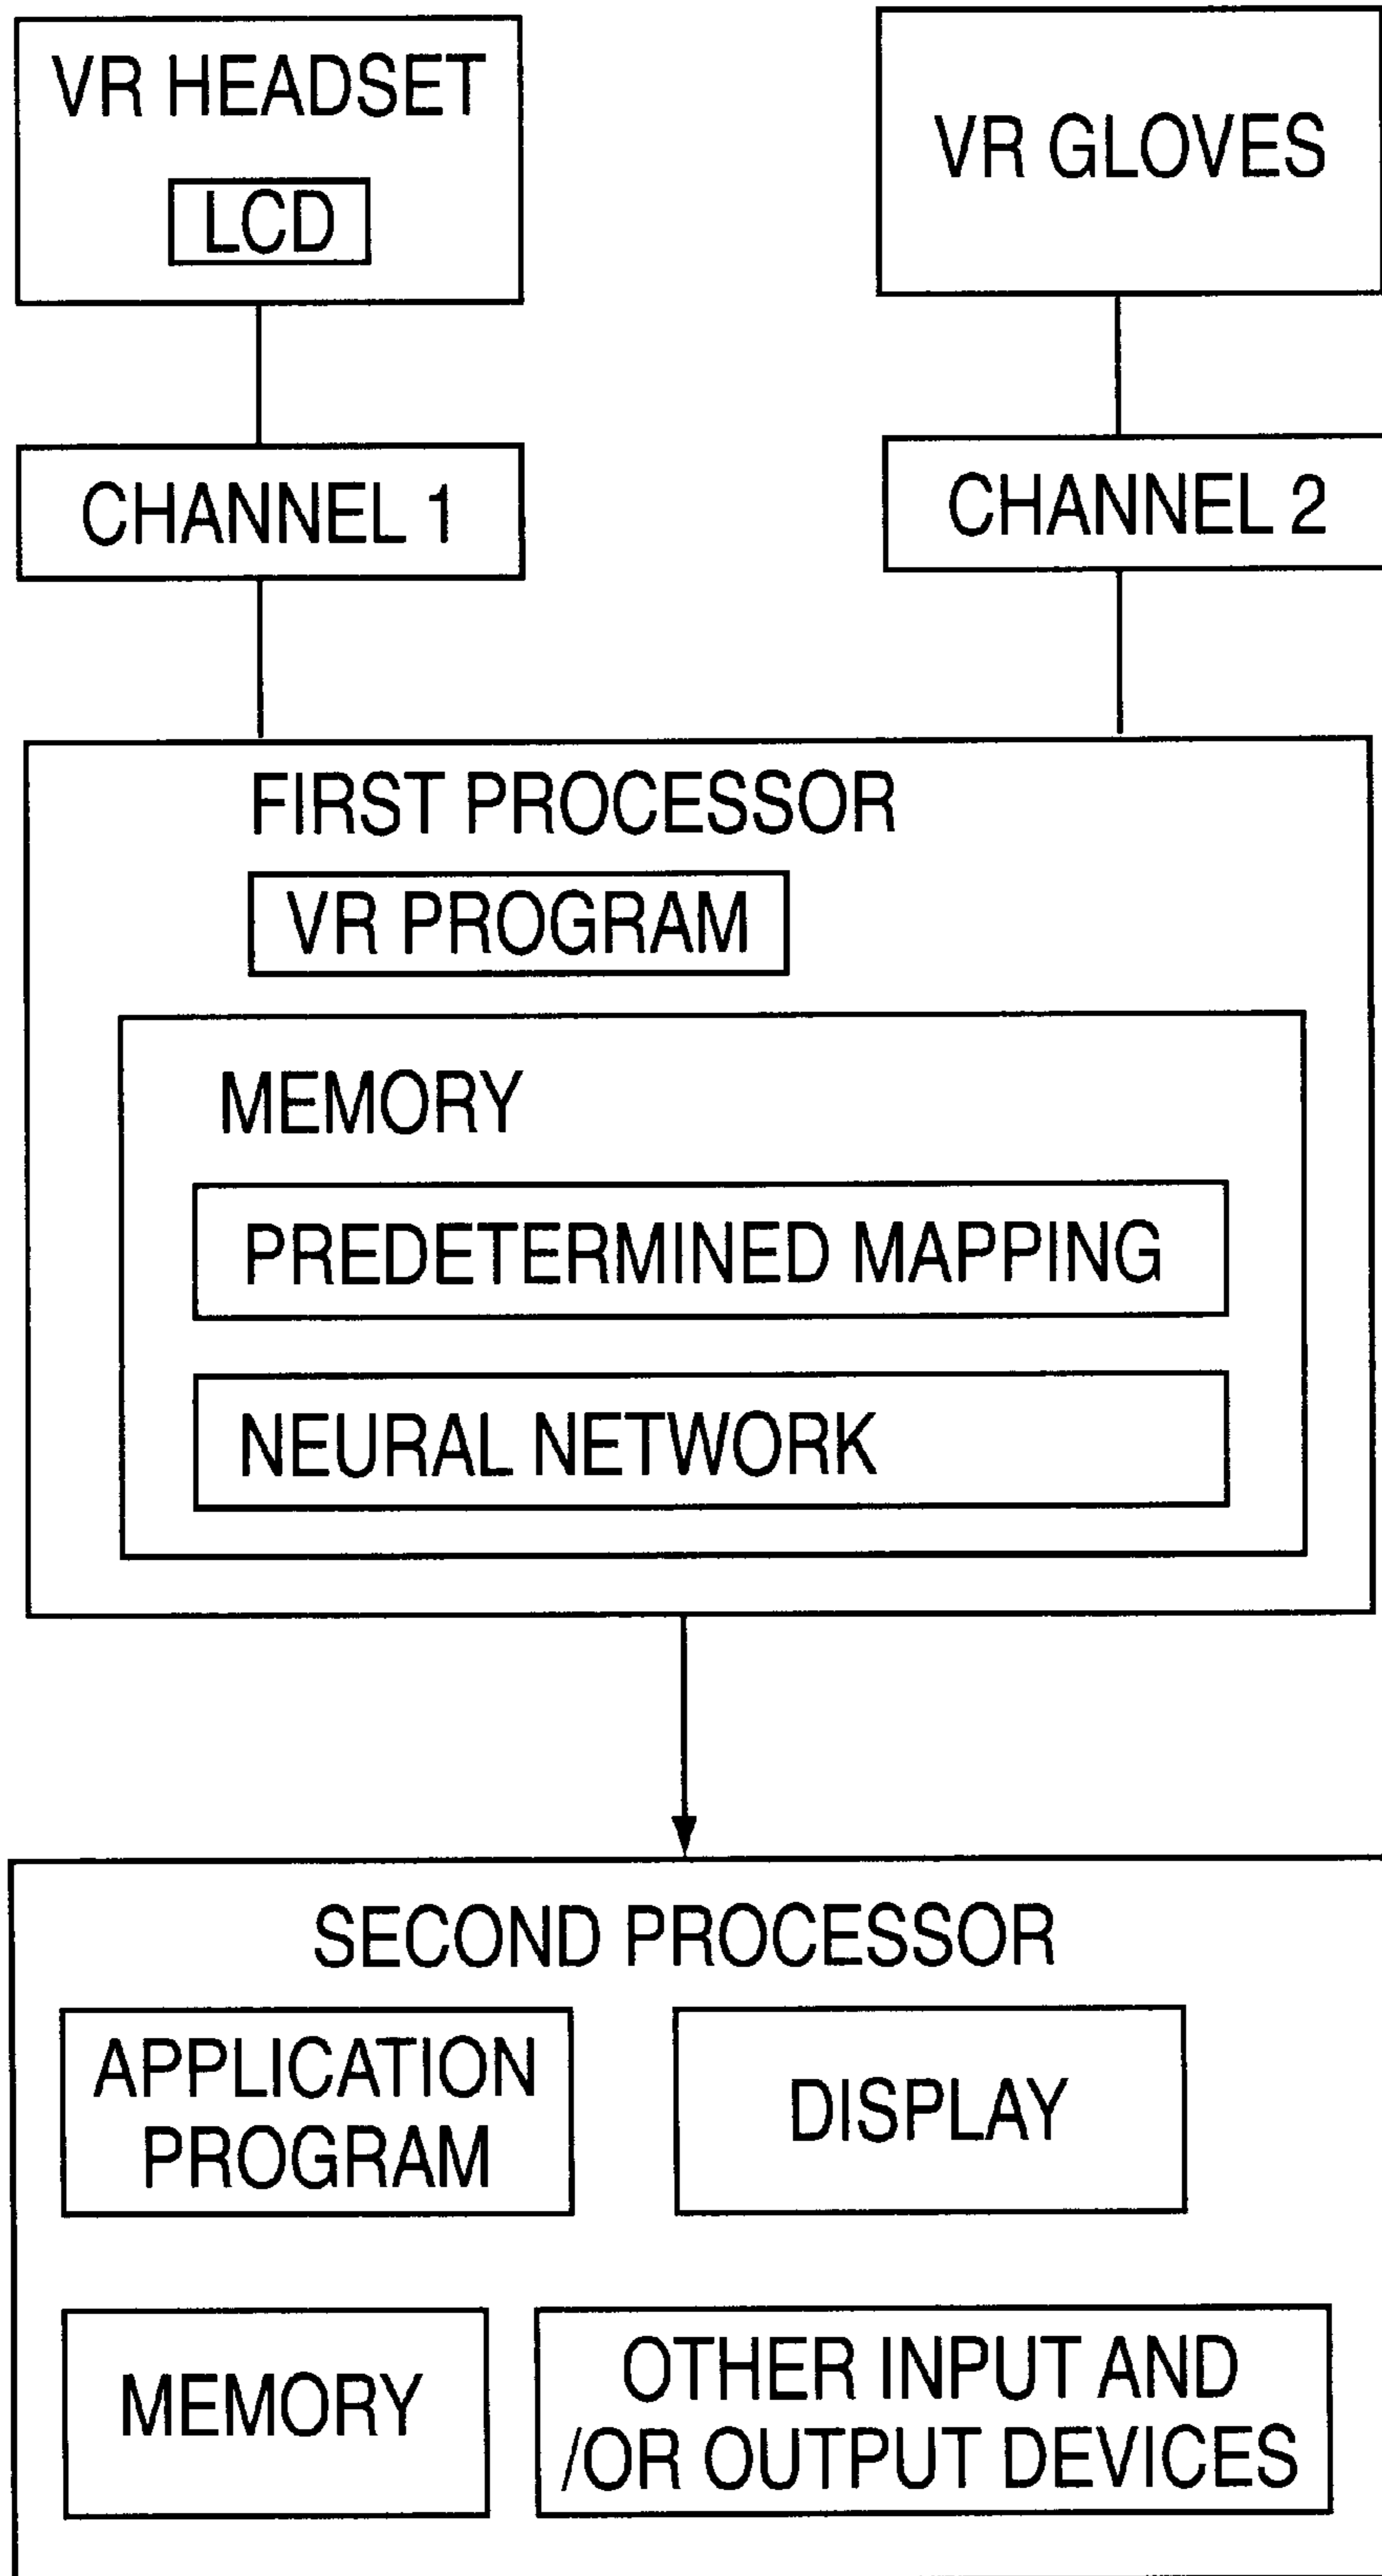 VR HEADSET
LCD
VR GLOVES
CHANNEL 1
CHANNEL 2
FIRST PROCESSOR
VR PROGRAM
MEMORY
PREDETERMINED MAPPING
NEURAL NETWORK
SECOND PROCESSOR
APPLICATION
PROGRAM
DISPLAY
MEMORY
OTHER INPUT AND
/OR OUTPUT DEVICES